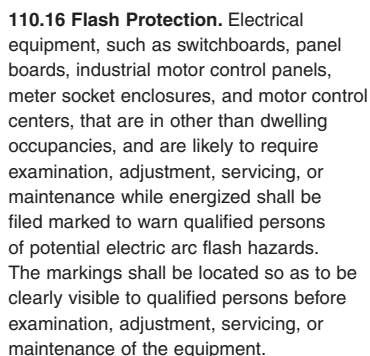 110.16 Flash Protection. Electrical
equipment, such as switchboards, panel
boards, industrial motor control panels,
meter socket enclosures, and motor control
centers, that are in other than dwelling
occupancies, and are likely to require
examination, adjustment, servicing, or
maintenance while energized shall be
filed marked to warn qualified persons
of potential electric arc flash hazards.
The markings shall be located so as to be
clearly visible to qualified persons before
examination, adjustment, servicing, or
maintenance of the equipment.